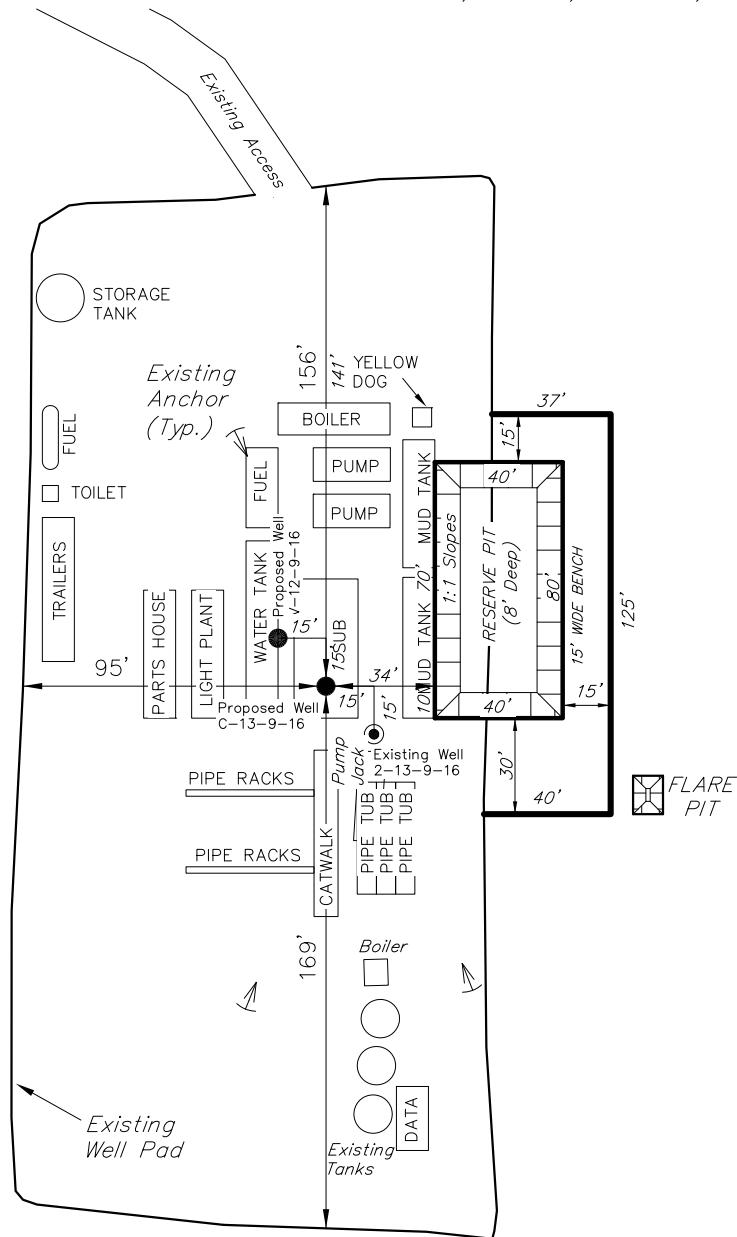 Existing Access
STORAGE
TANK
156'
141'
YELLOW
DOG
37'
Existing
Anchor
(Typ.)
BOILER
15'
FUEL
FUEL
PUMP
MUD TANK
40'
TOILET
PUMP
1:1 Slopes
RESERVE PIT
(8' Deep)
80'
15' WIDE BENCH
125'
TRAILERS
WATER TANK
Proposed Well
V-12-9-16
70'
PARTS HOUSE
LIGHT PLANT
15'
15'
SUB
MUD TANK
95'
34'
10'
15'
15'
Proposed Well
C-13-9-16
15'
40'
Existing Well
2-13-9-16
30'
Pump
Jack
PIPE RACKS
40'
FLARE
PIT
PIPE TUB
PIPE TUB
PIPE TUB
PIPE RACKS
CATWALK
169'
Boiler
DATA
Existing
Well Pad
Existing
Tanks